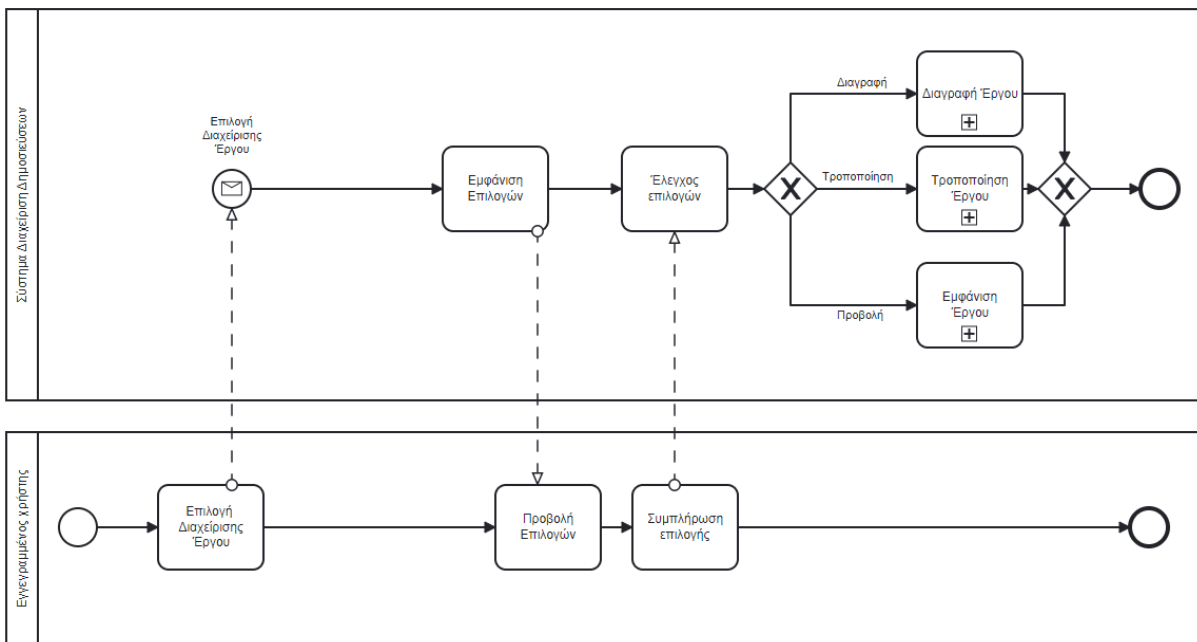 Σύστημα Διαχείριση Δημοσιεύσεων
Επιλογή
Διαχείρισης
Έργου
Εμφάνιση
Επιλογών
Έλεγχος
επιλογών
Διαγραφή
Διαγραφή Έργου
Τροποποίηση
Τροποποίηση
Έργου
Προβολή
Εμφάνιση
Έργου
Εγγεγραμμένος Χρήστης
Επιλογή
Διαχείρισης
Έργου
Προβολή
Επιλογών
Συμπλήρωση
επιλογής